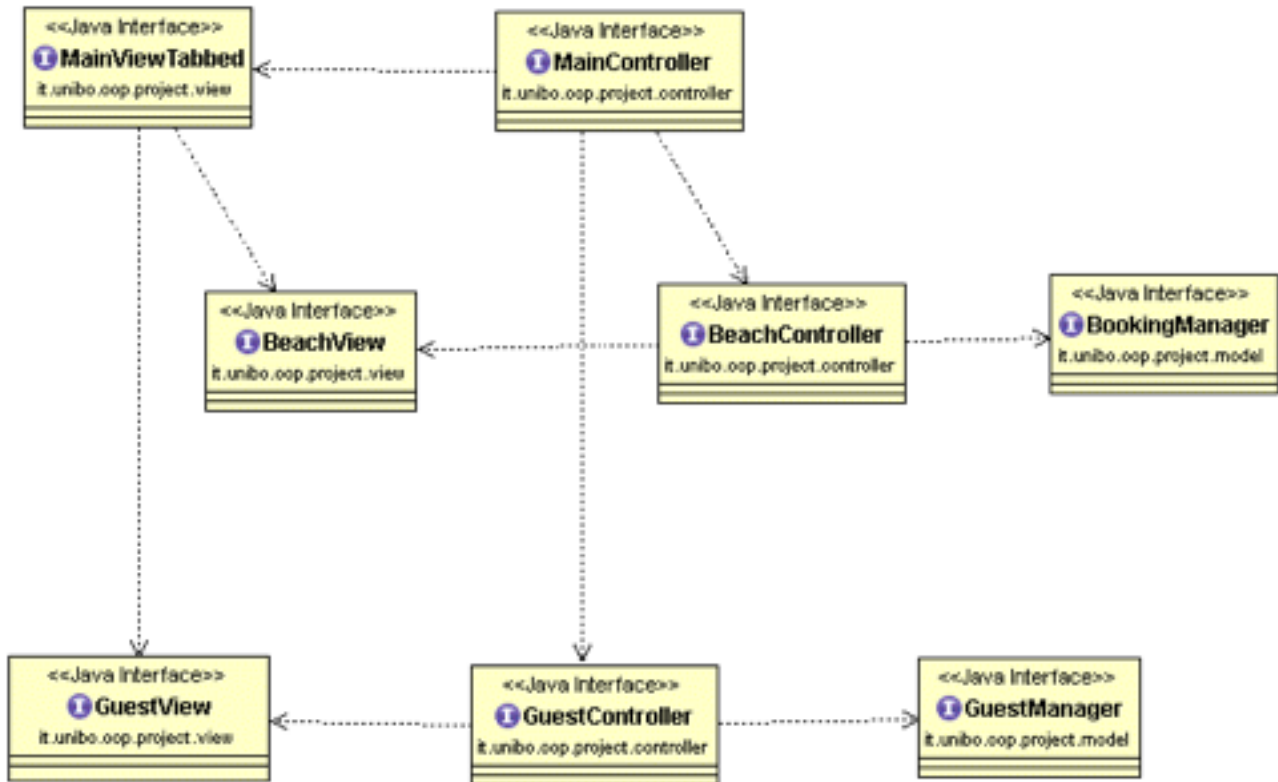 <<Java Interface>>
MainViewTabbed
it.unibo.oop.project.view
<<Java Interface>>
MainController
it.unibo.oop.project.controller
<<Java Interface>>
BeachView
it.unibo.oop.project.view
<<Java Interface>>
BeachController
it.unibo.oop.project.controller
<<Java Interface>>
BookingManager
it.unibo.oop.project.model
<<Java Interface>>
GuestView
it.unibo.oop.project.view
<<Java Interface>>
GuestController
it.unibo.oop.project.controller
<<Java Interface>>
GuestManager
it.unibo.oop.project.model